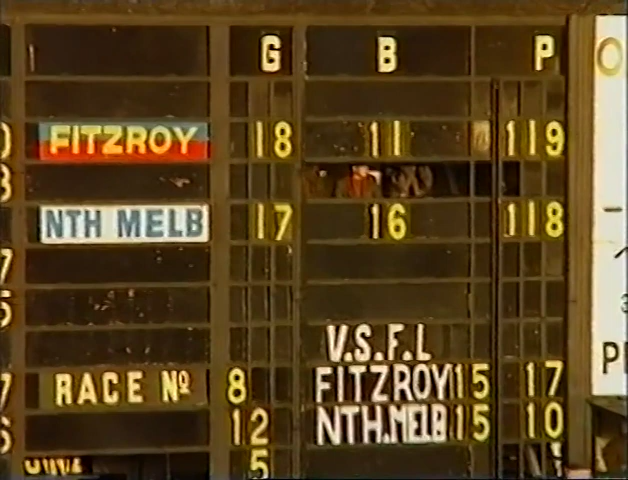 G B P
FITZROY 18 11 119
NTH MELB 17 16 118
V.S.F.L
RACE Nº 8 FITZROY 15 17
12 NTH.MELB 15 10
5